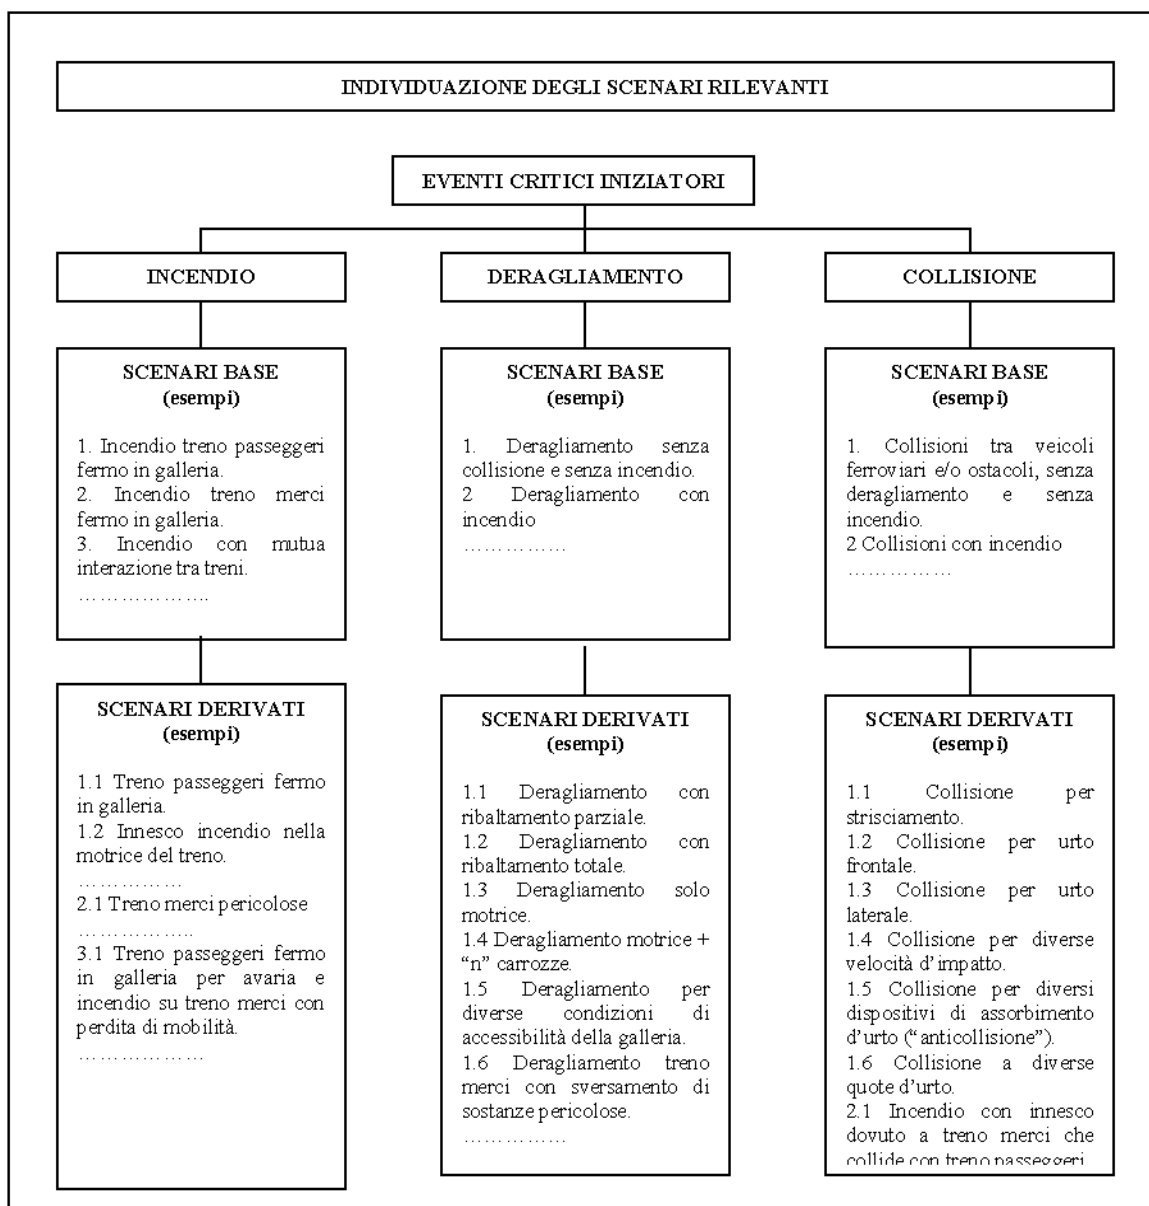 INDIVIDUAZIONE DEGLI SCENARI RILEVANTI
EVENTI CRITICI INIZIATORI
INCENDIO
SCENARI BASE
(esempi)
1. Incendio treno passeggeri
fermo in galleria.
2. Incendio treno merci
fermo in galleria.
3. Incendio con mutua
interazione tra treni.
……………….
SCENARI DERIVATI
(esempi)
1.1 Treno passeggeri fermo
in galleria.
1.2 Innesco incendio nella
motrice del treno.
……………
2.1 Treno merci pericolose
……………..
3.1 Treno passeggeri fermo
in galleria per avaria e
incendio su treno merci con
perdita di mobilità.
………………
DERAGLIAMENTO
SCENARI BASE
(esempi)
1. Deragliamento senza
collisione e senza incendio.
2 Deragliamento con
incendio
……………
SCENARI DERIVATI
(esempi)
1.1 Deragliamento con
ribaltamento parziale.
1.2 Deragliamento con
ribaltamento totale.
1.3 Deragliamento solo
motrice.
1.4 Deragliamento motrice +
“n” carrozze.
1.5 Deragliamento per
diverse condizioni di
accessibilità della galleria.
1.6 Deragliamento treno
merci con sversamento di
sostanze pericolose.
……………
COLLISIONE
SCENARI BASE
(esempi)
1. Collisioni tra veicoli
ferroviari e/o ostacoli, senza
deragliamento e senza
incendio.
2 Collisioni con incendio
……………
SCENARI DERIVATI
(esempi)
1.1 Collisione per
strisciamento.
1.2 Collisione per urto
frontale.
1.3 Collisione per urto
laterale.
1.4 Collisione per diverse
velocità d’impatto.
1.5 Collisione per diversi
dispositivi di assorbimento
d’urto (“anticollisione”).
1.6 Collisione a diverse
quote d’urto.
2.1 Incendio con innesco
dovuto a treno merci che
collide con treno passeggeri